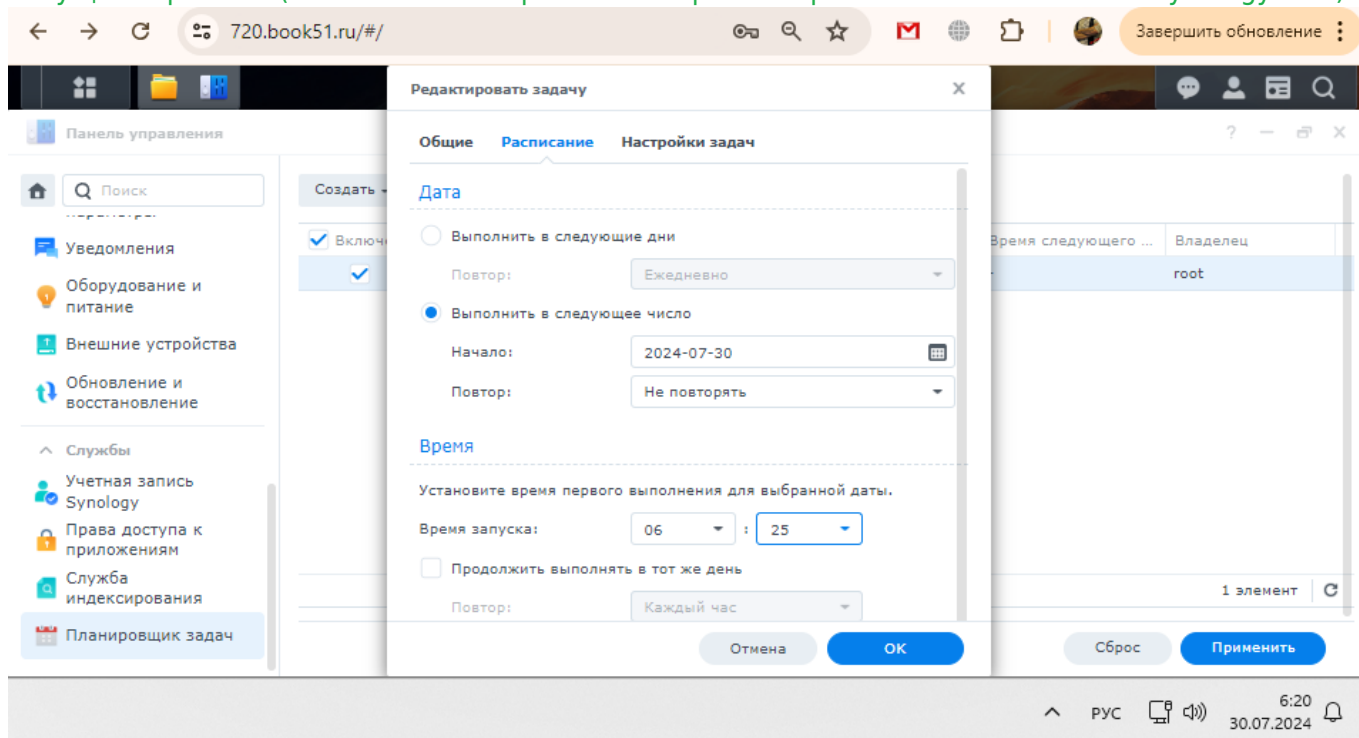 720.book51.ru/#/
Завершить обновление
Редактировать задачу
Панель управления
Общие Расписание Настройки задач
Поиск
Создать
Дата
Уведомления
Выполнить в следующие дни
Время следующего ... Владелец
Повтор: Ежедневно
root
Оборудование и
питание
Выполнить в следующее число
Внешние устройства
Начало: 2024-07-30
Обновление и
восстановление
Повтор: Не повторять
Службы
Время
Учетная запись
Synology
Установите время первого выполнения для выбранной даты.
Права доступа к
приложениям
Время запуска: 06 : 25
Служба
индексирования
Продолжить выполнять в тот же день
1 элемент
Повтор: Каждый час
Планировщик задач
Отмена ОК
Сброс Применить
РУС
6:20
30.07.2024